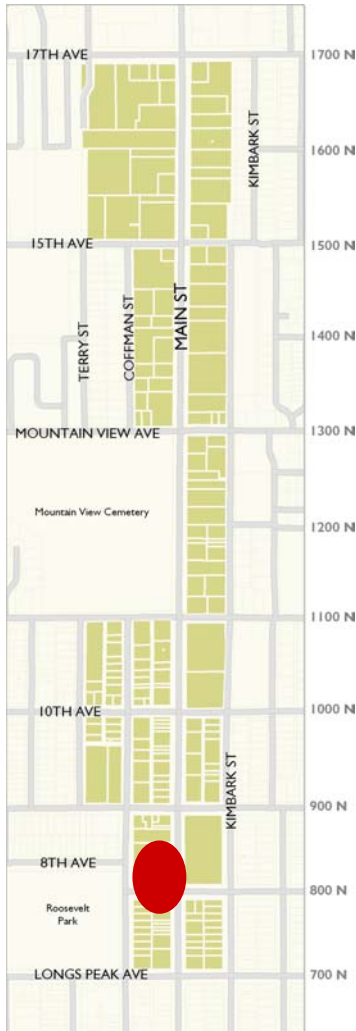 17TH AVE
1700 N
KIMBARK ST
1600 N
15TH AVE
1500 N
TERRY ST
COFFMAN ST
MAIN ST
1400 N
MOUNTAIN VIEW AVE
1300 N
Mountain View Cemetery
1200 N
1100 N
10TH AVE
1000 N
KIMBARK ST
900 N
8TH AVE
800 N
Roosevelt
Park
LONGS PEAK AVE
700 N